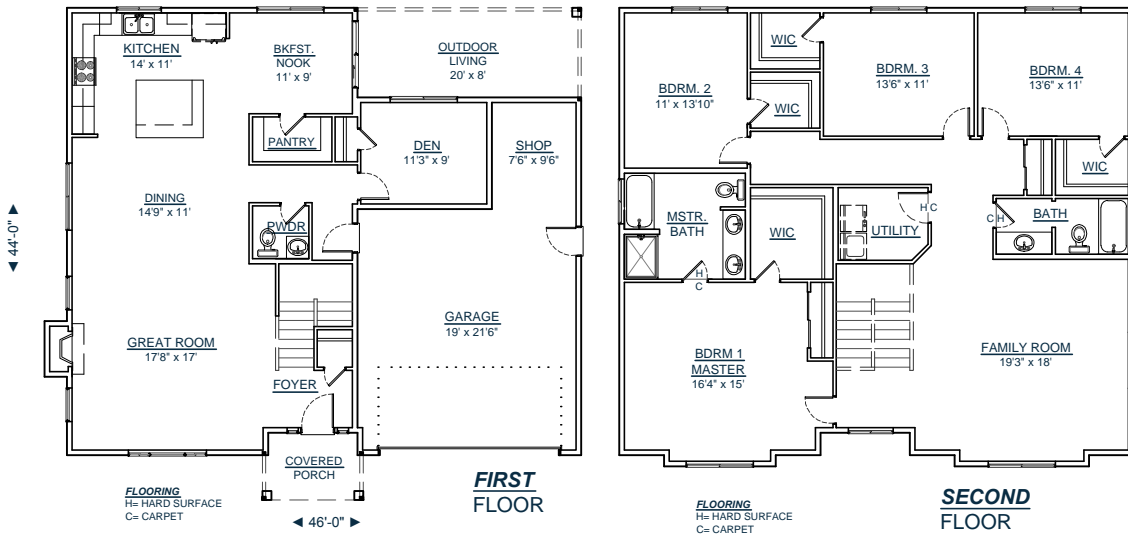 KITCHEN
14' x 11'
BKFST.
NOOK
11' x 9'
OUTDOOR
LIVING
20' x 8'
PANTRY
DEN
11'3" x 9'
SHOP
7'6" x 9'6"
DINING
14'9" x 11'
PWDR
44'-0"
GARAGE
19' x 21'6"
GREAT ROOM
17'8" x 17'
FOYER
COVERED
PORCH
FLOORING
H= HARD SURFACE
C= CARPET
46'-0"
FIRST
FLOOR
WIC
BDRM. 3
13'6" x 11'
BDRM. 4
13'6" x 11'
BDRM. 2
11' x 13'10"
WIC
WIC
MSTR.
BATH
WIC
UTILITY
H C
C H
BATH
H
C
BDRM 1
MASTER
16'4" x 15'
FAMILY ROOM
19'3" x 18'
FLOORING
H= HARD SURFACE
C= CARPET
SECOND
FLOOR